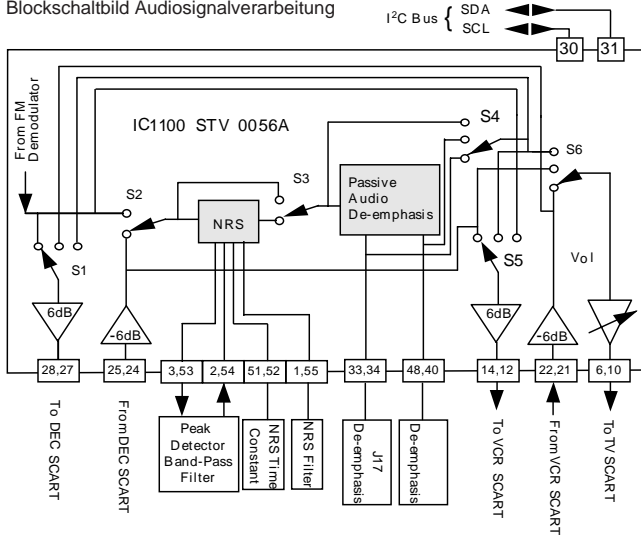 Blockschaltbild Audiosignalverarbeitung
I²C Bus { SDA
SCL
30
31
From FM
Demodulator
IC1100 STV 0056A
S4
S6
S3
S2
Passive
Audio
De-emphasis
NRS
S1
S5
Vol
6dB
-6dB
6dB
-6dB
28,27
25,24
3,53
2,54
51,52
1,55
33,34
48,40
14,12
22,21
6,10
To DEC SCART
From DEC SCART
Peak
Detector
Band-Pass
Filter
NRS Time
Constant
NRS Filter
J17
De-emphasis
De-emphasis
To VCR SCART
From VCR SCART
To TV SCART